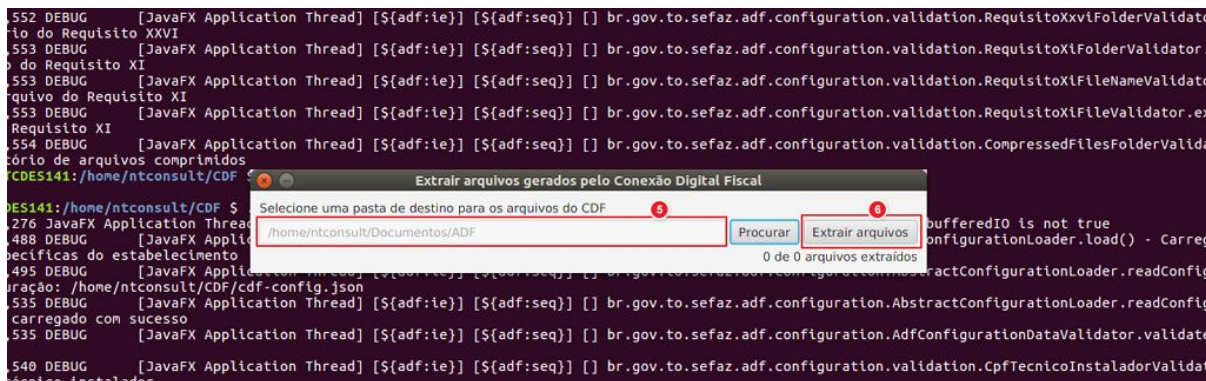 ,552 DEBUG [JavaFX Application Thread] [${adf:ie}] [${adf:seq}] [] br.gov.to.sefaz.adf.configuration.validation.RequisitoXxviFolderValidato
rio do Requisito XXVI
,553 DEBUG [JavaFX Application Thread] [${adf:ie}] [${adf:seq}] [] br.gov.to.sefaz.adf.configuration.validation.RequisitoXiFolderValidator.
o do Requisito XI
,553 DEBUG [JavaFX Application Thread] [${adf:ie}] [${adf:seq}] [] br.gov.to.sefaz.adf.configuration.validation.RequisitoXiFileNameValidato
rquivo do Requisito XI
,553 DEBUG [JavaFX Application Thread] [${adf:ie}] [${adf:seq}] [] br.gov.to.sefaz.adf.configuration.validation.RequisitoXviiFileValidator.ex
Requisito XI
,554 DEBUG [JavaFX Application Thread] [${adf:ie}] [${adf:seq}] [] br.gov.to.sefaz.adf.configuration.validation.CompressedFilesFolderValida
tório de arquivos comprimidos
TCDES141:/home/ntconsult/CDF $
Extrair arquivos gerados pelo Conexão Digital Fiscal
DES141:/home/ntconsult/CDF $
Selecione uma pasta de destino para os arquivos do CDF 5 6
,276 JavaFX Application Threa
bufferedIO is not true
/home/ntconsult/Documentos/ADF Procurar Extrair arquivos
,488 DEBUG [JavaFX Applic
onfigurationLoader.load() - Carreg
pecíficas do estabelecimento
0 de 0 arquivos extraídos
,495 DEBUG [JavaFX Appli
ractConfigurationLoader.readConfig
uração: /home/ntconsult/CDF/cdf-config.json
,535 DEBUG [JavaFX Application Thread] [${adf:ie}] [${adf:seq}] [] br.gov.to.sefaz.adf.configuration.AbstractConfigurationLoader.readConfig
carregado com sucesso
,535 DEBUG [JavaFX Application Thread] [${adf:ie}] [${adf:seq}] [] br.gov.to.sefaz.adf.configuration.AdfConfigurationDataValidator.validate
,540 DEBUG [JavaFX Application Thread] [${adf:ie}] [${adf:seq}] [] br.gov.to.sefaz.adf.configuration.validation.CpfTecnicoInstaladorValidat